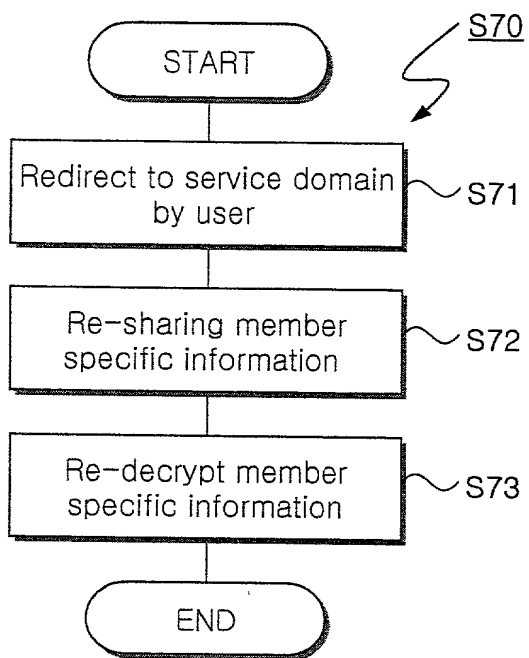 S70
START
Redirect to service domain
by user
S71
Re-sharing member
specific information
S72
Re-decrypt member
specific information
S73
END